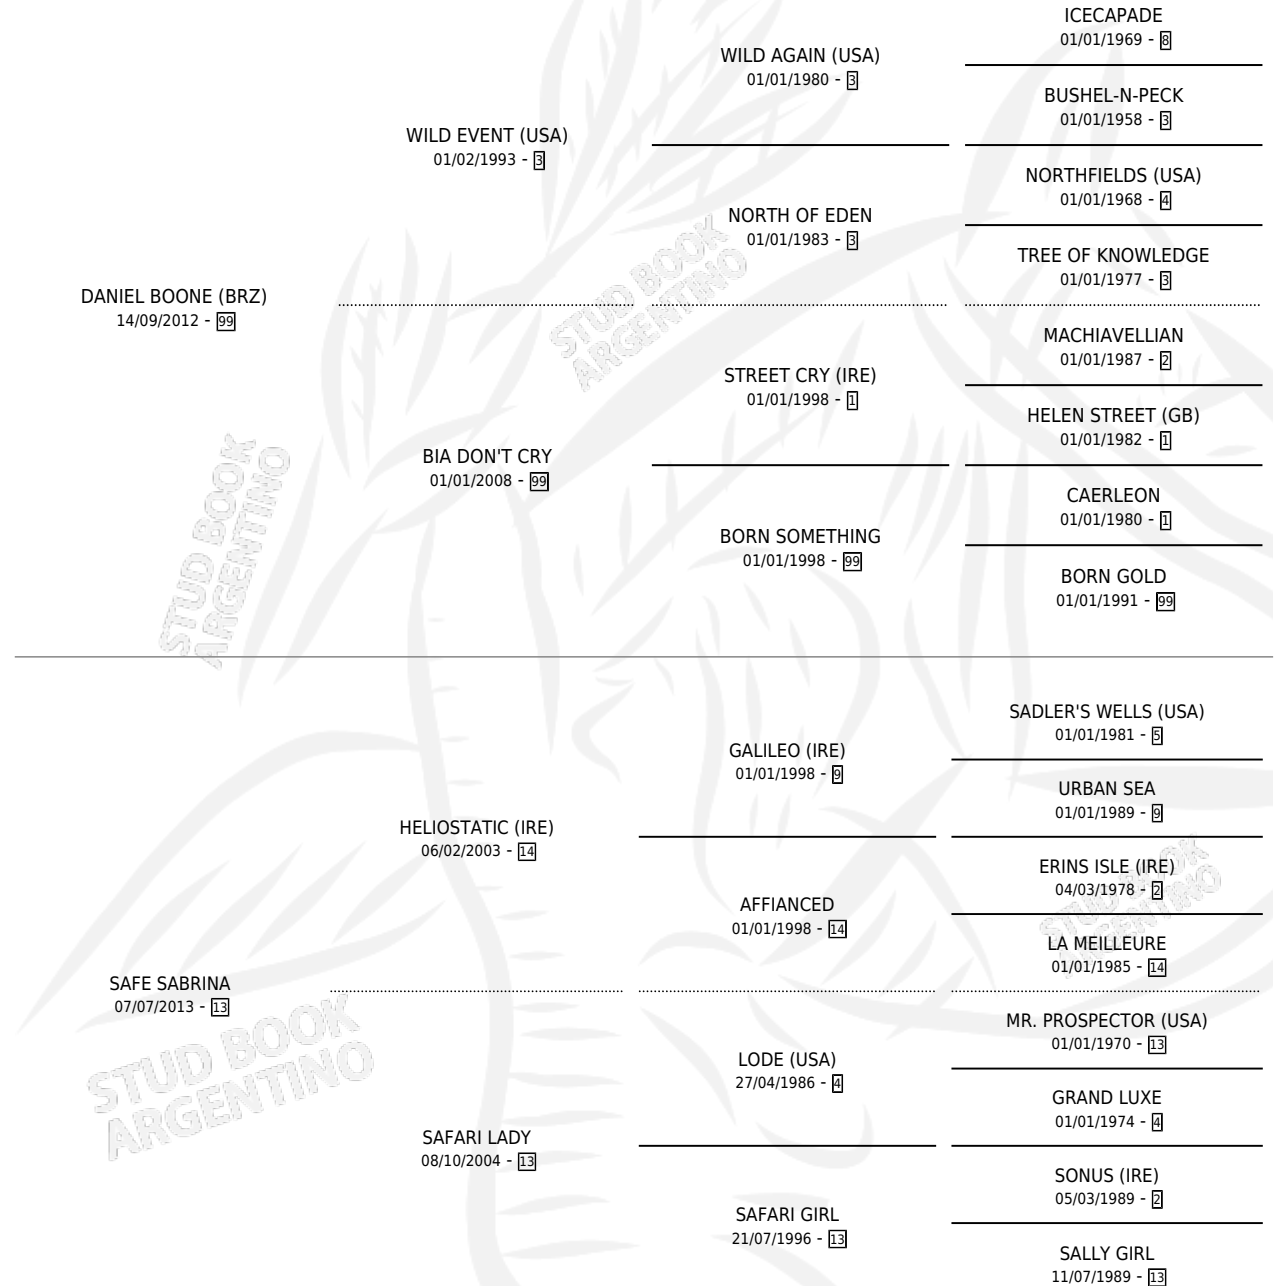 ICECAPADE
01/01/1969 - 8
WILD AGAIN (USA)
01/01/1980 - 3
BUSHEL-N-PECK
01/01/1958 - 3
WILD EVENT (USA)
01/02/1993 - 3
NORTHFIELDS (USA)
01/01/1968 - 4
NORTH OF EDEN
01/01/1983 - 3
TREE OF KNOWLEDGE
01/01/1977 - 3
DANIEL BOONE (BRZ)
14/09/2012 - 99
MACHIAVELLIAN
01/01/1987 - 2
STREET CRY (IRE)
01/01/1998 - 1
HELEN STREET (GB)
01/01/1982 - 1
BIA DON'T CRY
01/01/2008 - 99
CAERLEON
01/01/1980 - 1
BORN SOMETHING
01/01/1998 - 99
BORN GOLD
01/01/1991 - 99
STUD BOOK
ARGENTINO
STUD BOOK
ARGENTINO
SADLER'S WELLS (USA)
01/01/1981 - 5
GALILEO (IRE)
01/01/1998 - 9
URBAN SEA
01/01/1989 - 9
HELIOSTATIC (IRE)
06/02/2003 - 14
ERINS ISLE (IRE)
04/03/1978 - 2
AFFIANCED
01/01/1998 - 14
LA MEILLEURE
01/01/1985 - 14
SAFE SABRINA
07/07/2013 - 13
MR. PROSPECTOR (USA)
01/01/1970 - 13
LODE (USA)
27/04/1986 - 4
GRAND LUXE
01/01/1974 - 4
SAFARI LADY
08/10/2004 - 13
SONUS (IRE)
05/03/1989 - 2
SAFARI GIRL
21/07/1996 - 13
SALLY GIRL
11/07/1989 - 13
STUD BOOK
ARGENTINO
STUD BOOK
ARGENTINO